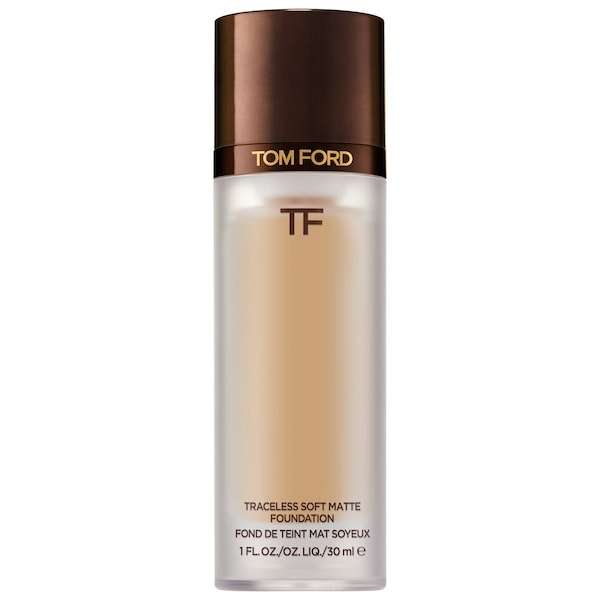 TOM FORD
TF
TRACELESS SOFT MATTE
FOUNDATION
FOND DE TEINT MAT SOYEUX
1 FL.OZ./OZ. LIQ./30 ml ℮